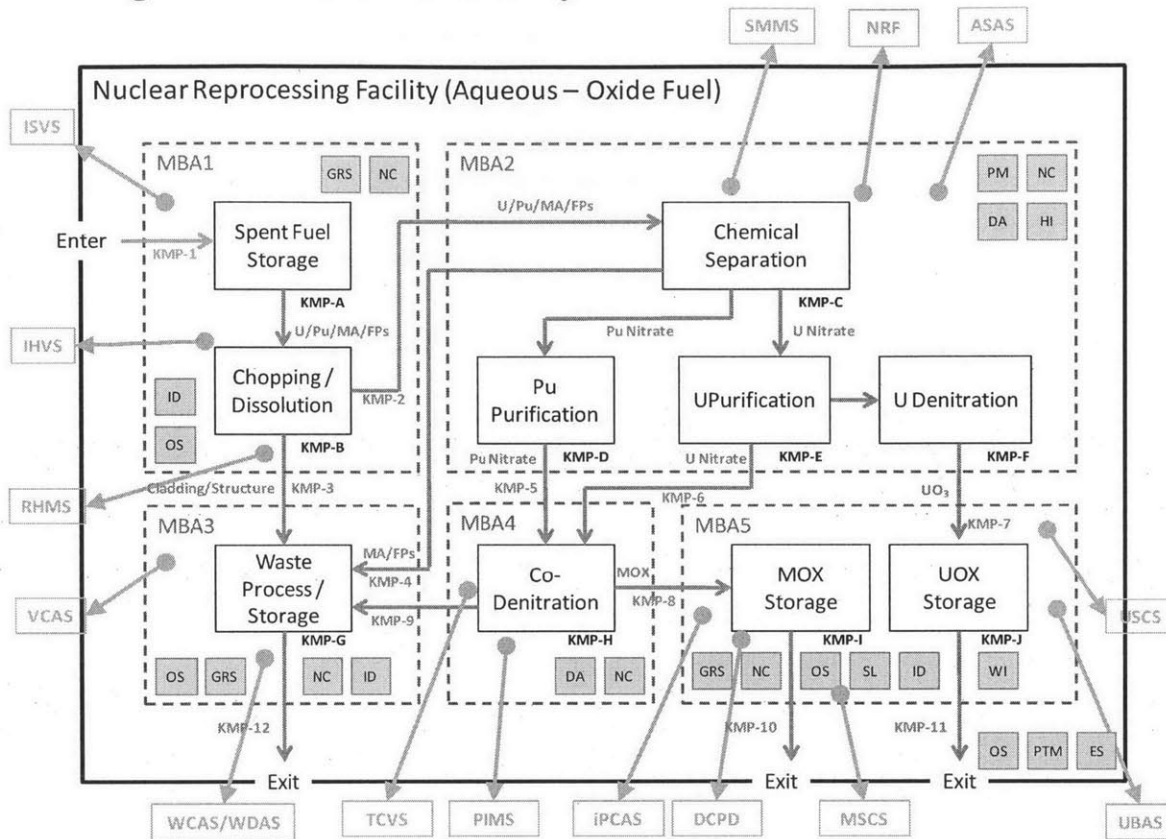 SMMS
NRF
ASAS
Nuclear Reprocessing Facility (Aqueous – Oxide Fuel)
ISVS
MBA1
GRS
NC
MBA2
PM
NC
DA
HI
U/Pu/MA/FPs
Enter
KMP-1
Spent Fuel
Storage
KMP-A
Chemical
Separation
KMP-C
U/Pu/MA/FPs
Pu Nitrate
U Nitrate
IHVS
Chopping /
Dissolution
KMP-2
KMP-B
ID
OS
Pu
Purification
KMP-D
UPurification
KMP-E
U Denitration
KMP-F
Pu Nitrate
U Nitrate
Cladding/Structure
KMP-3
KMP-5
KMP-6
UO₃
RHMS
MBA3
MBA4
MBA5
KMP-7
Waste
Process /
Storage
KMP-G
MA/FPs
KMP-4
KMP-9
Co-
Denitration
KMP-H
MOX
KMP-8
MOX
Storage
KMP-I
UOX
Storage
KMP-J
VCAS
USCS
OS
GRS
NC
ID
DA
NC
GRS
NC
OS
SL
ID
WI
KMP-12
KMP-10
KMP-11
OS
PTM
ES
Exit
Exit
Exit
WCAS/WDAS
TCVS
PIMS
iPCAS
DCPD
MSCS
UBAS